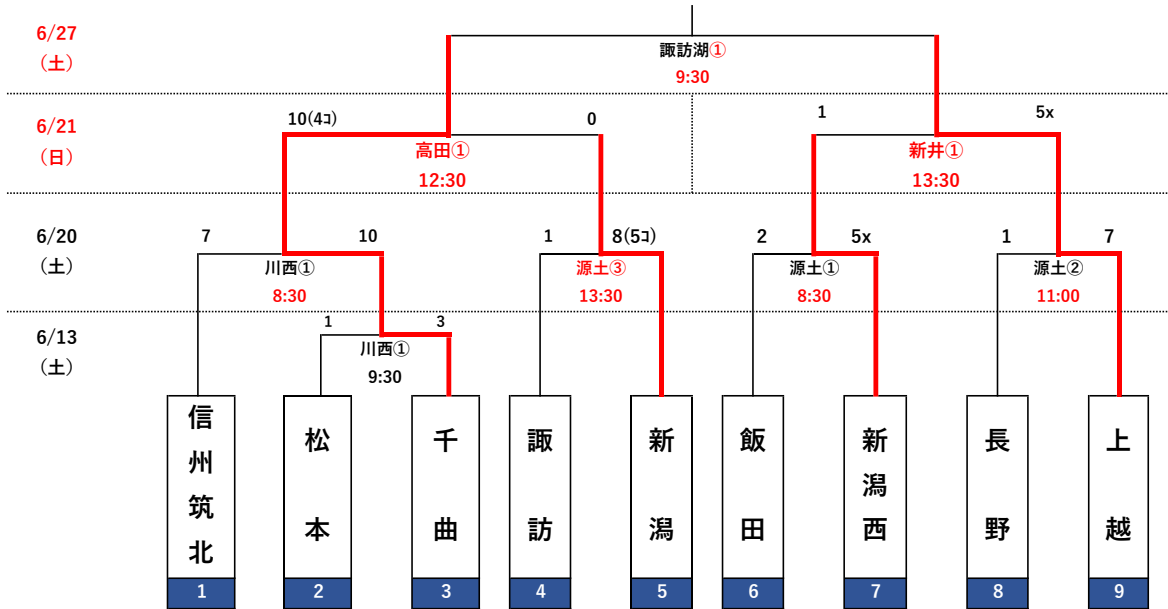 6/27
(土)
諏訪湖①
9:30
6/21
(日)
10(4ｺ)
0
1
5x
高田①
12:30
新井①
13:30
6/20
(土)
7
10
1
8(5ｺ)
2
5x
1
7
川西①
8:30
源土③
13:30
源土①
8:30
源土②
11:00
6/13
(土)
1
3
川西①
9:30
信州筑北
松本
千曲
諏訪
新潟
飯田
新潟西
長野
上越
1
2
3
4
5
6
7
8
9